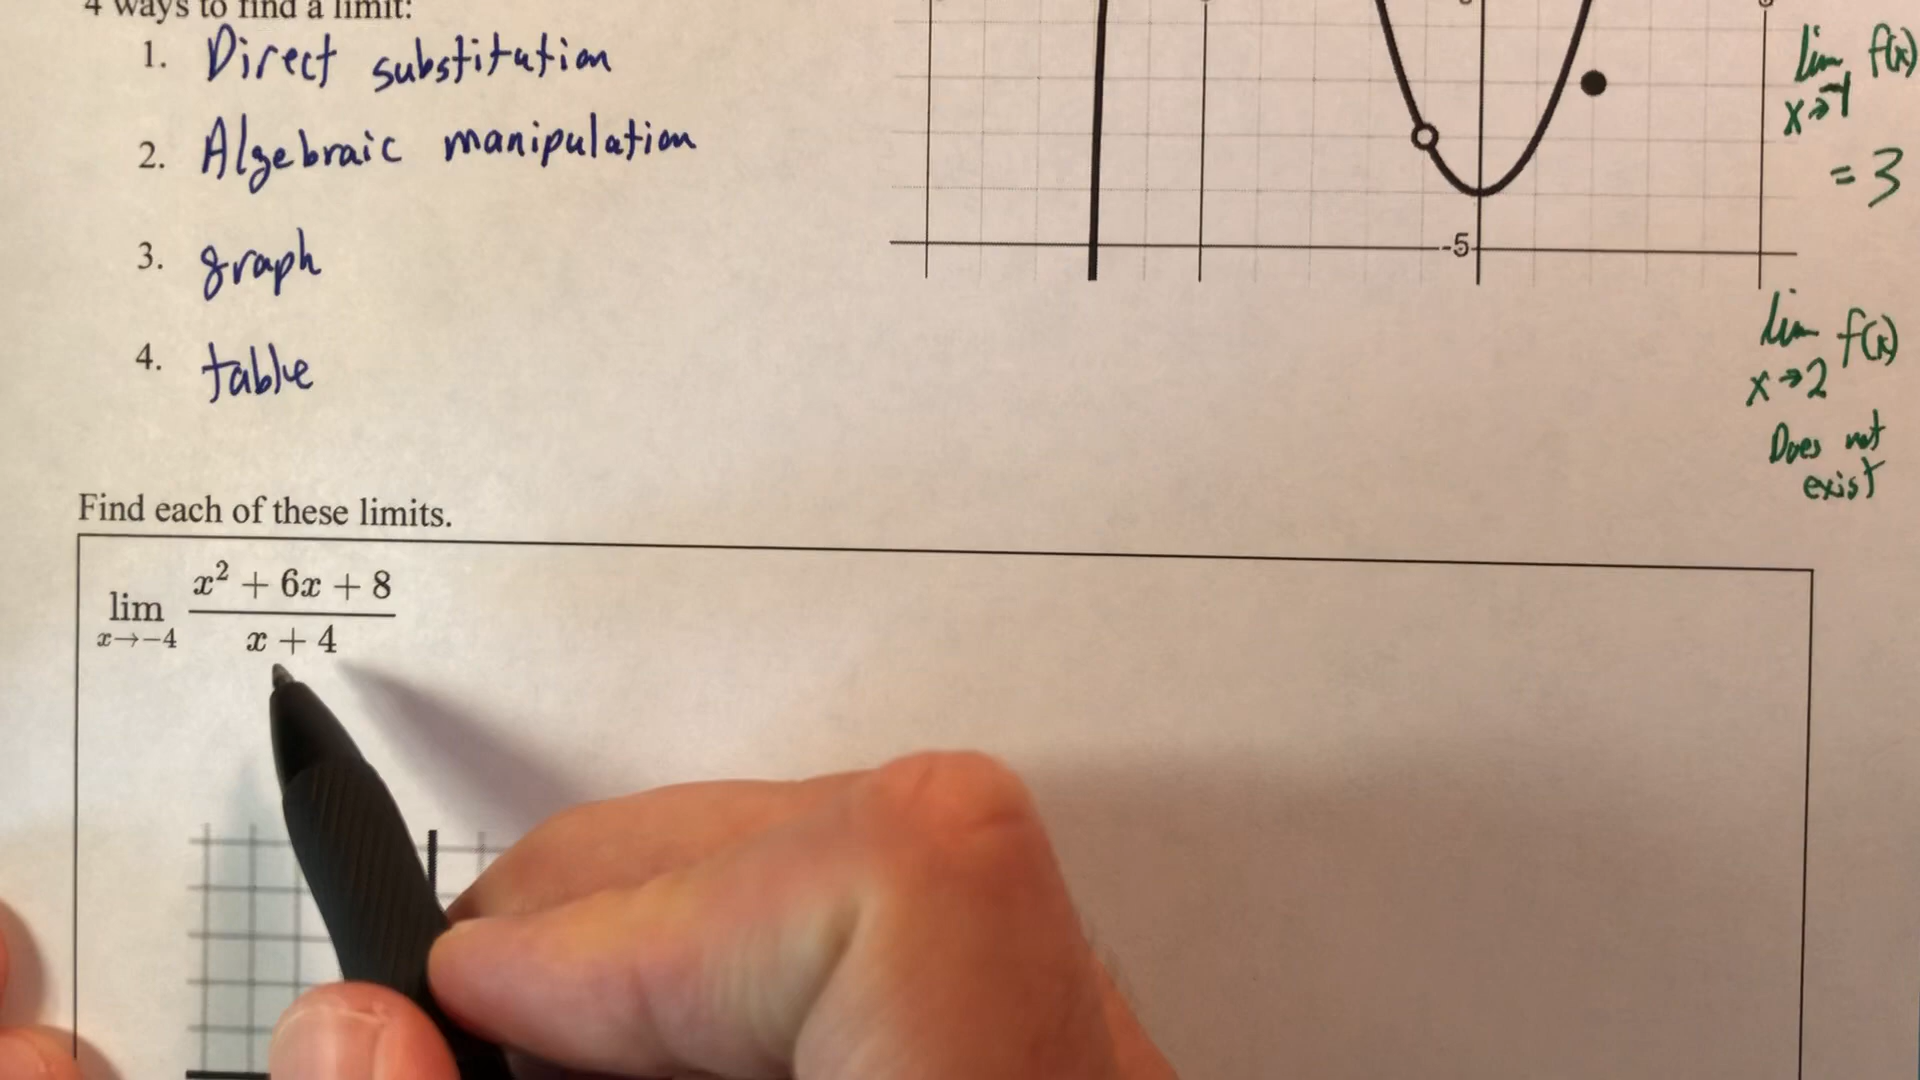 4 ways to find a limit:
1. Direct substitution
2. Algebraic manipulation
3. graph
4. table
-5
lim f(x)
x→-1
= 3
lim f(x)
x→2
Does not
exist
Find each of these limits.
lim x² + 6x + 8
x→-4 x + 4